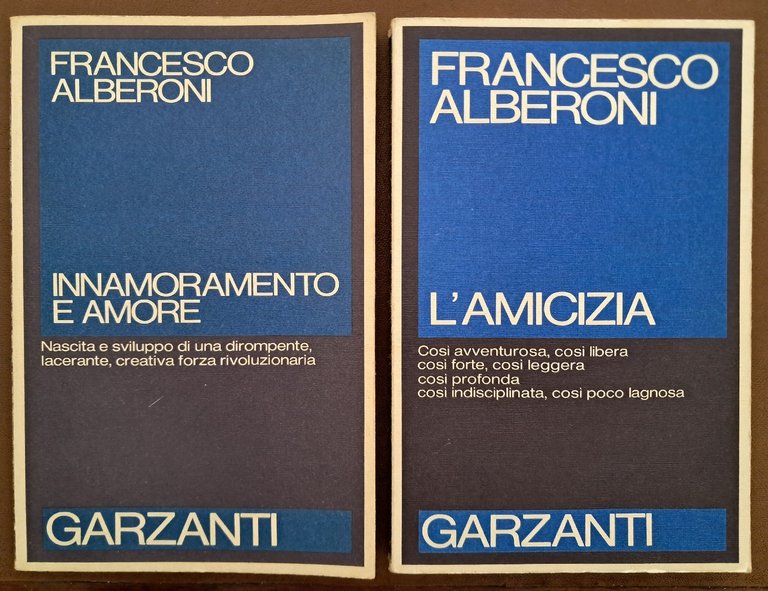 FRANCESCO
ALBERONI
INNAMORAMENTO
E AMORE
Nascita e sviluppo di una dirompente,
lacerante, creativa forza rivoluzionaria
GARZANTI
FRANCESCO
ALBERONI
L'AMICIZIA
Così avventurosa, così libera
così forte, così leggera
così profonda
così indisciplinata, così poco lagnosa
GARZANTI